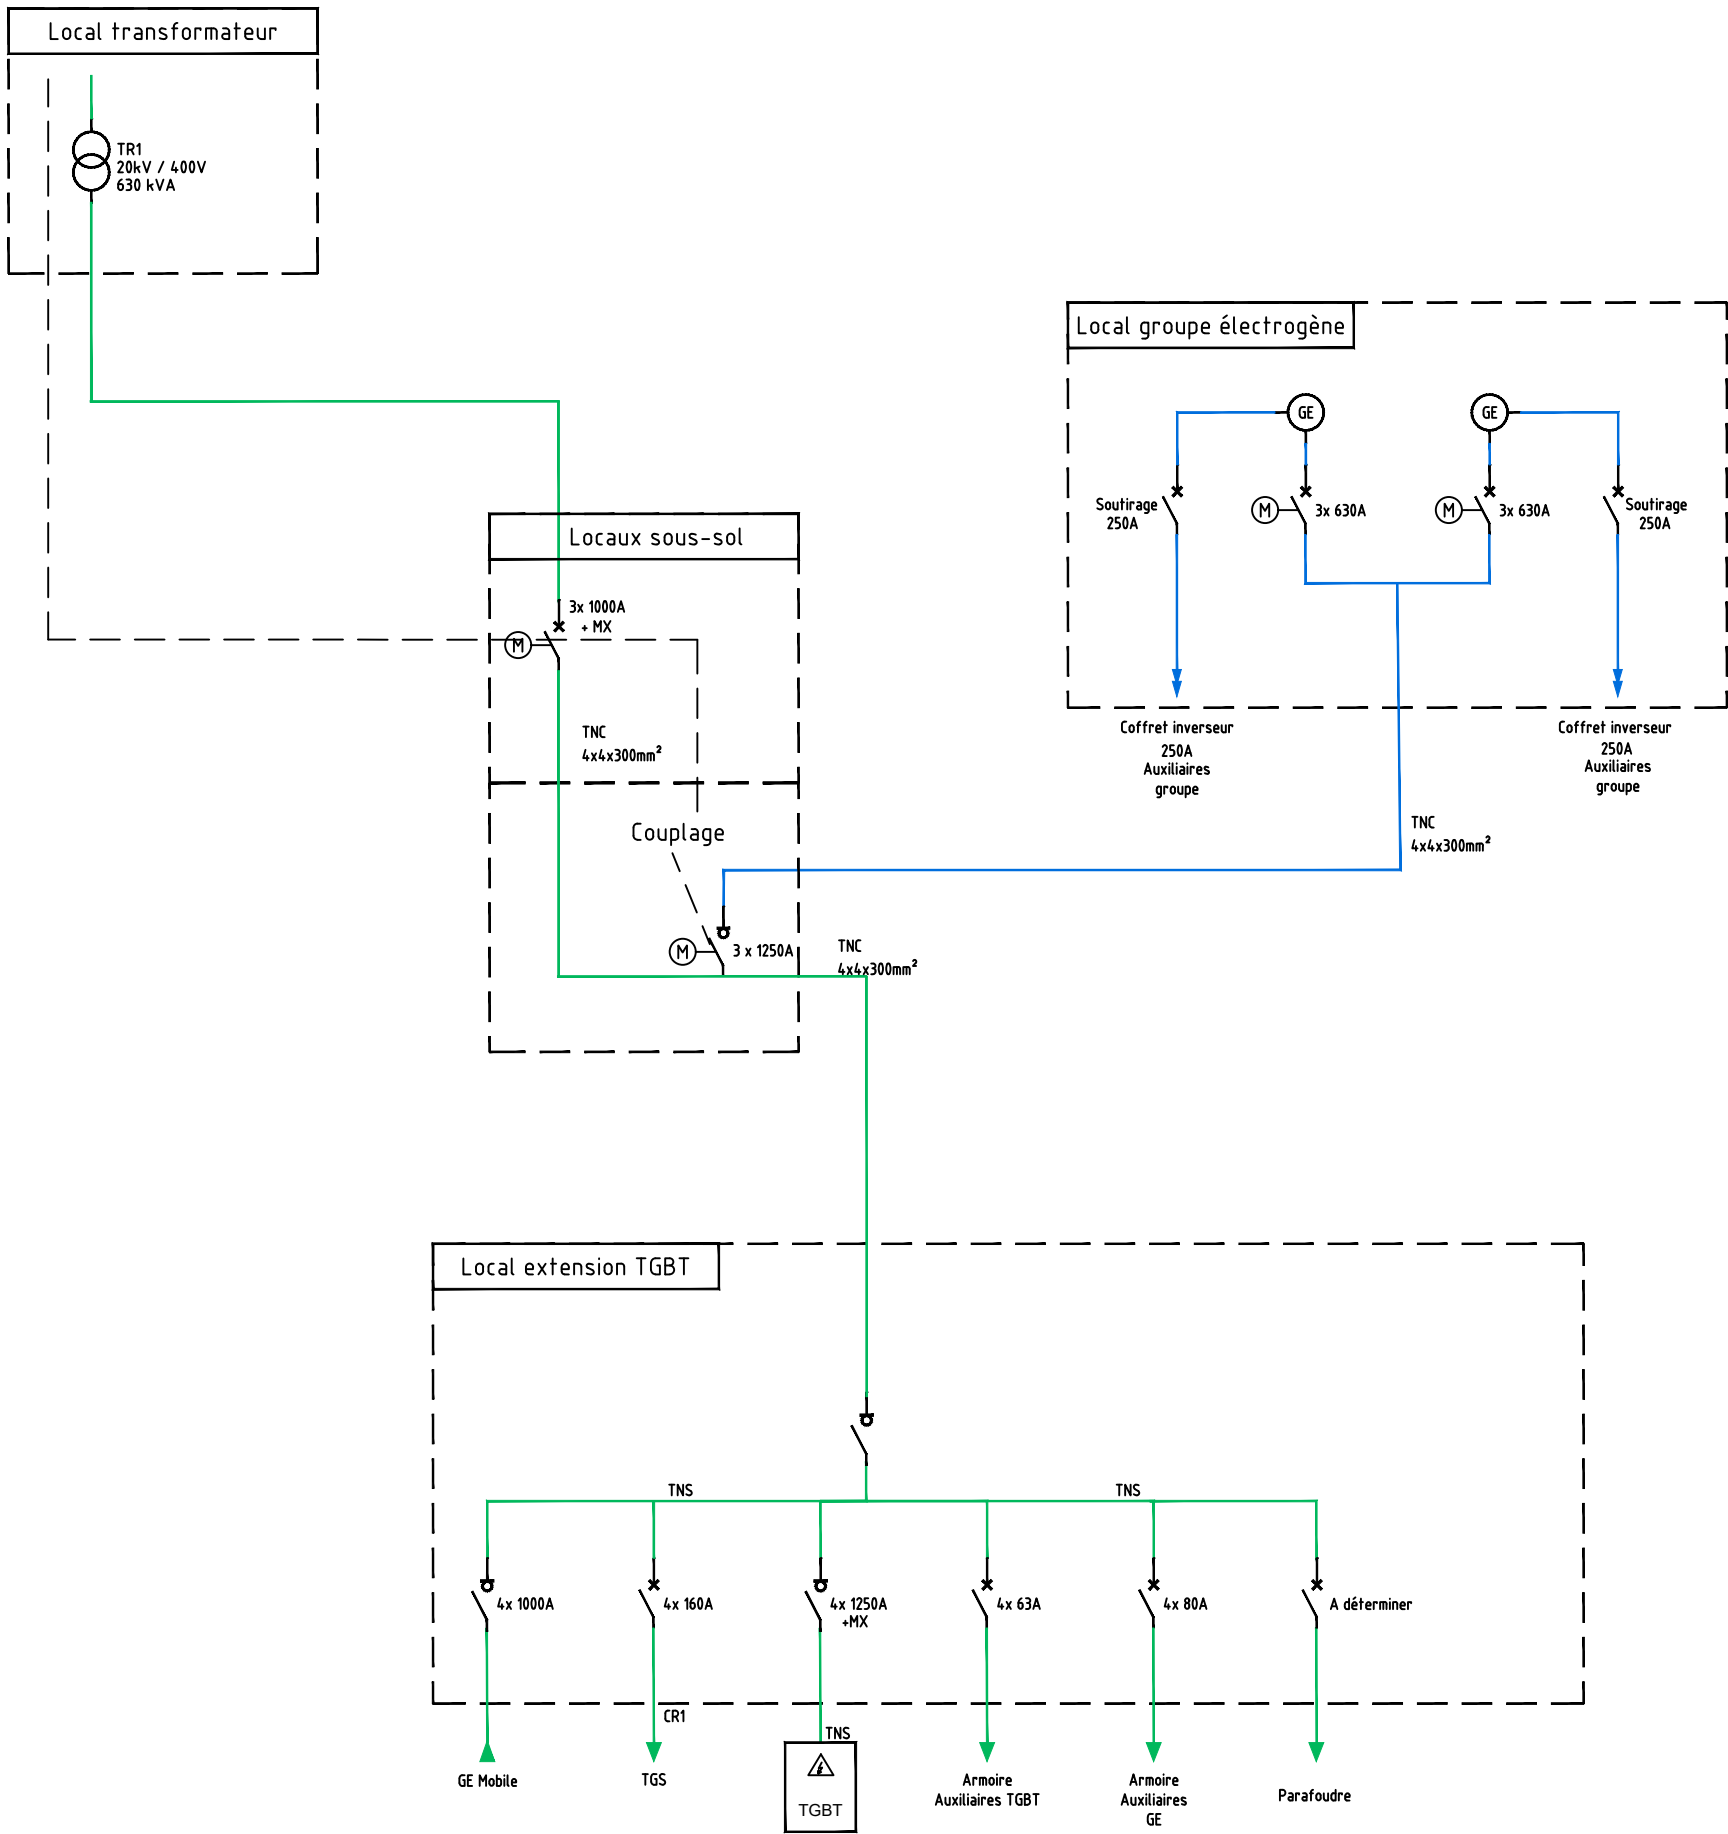 Local transformateur
TR1
20kV / 400V
630 kVA
Local groupe électrogène
GE
GE
Soutirage
250A
M
3x 630A
M
3x 630A
Soutirage
250A
Locaux sous-sol
3x 1000A
+ MX
M
TNC
4x4x300mm²
Coffret inverseur
250A
Auxiliaires
groupe
Coffret inverseur
250A
Auxiliaires
groupe
Couplage
TNC
4x4x300mm²
M
3 x 1250A
TNC
4x4x300mm²
Local extension TGBT
TNS
TNS
4x 1000A
4x 160A
4x 1250A
+MX
4x 63A
4x 80A
A déterminer
CR1
TNS
GE Mobile
TGS
TGBT
Armoire
Auxiliaires TGBT
Armoire
Auxiliaires
GE
Parafoudre